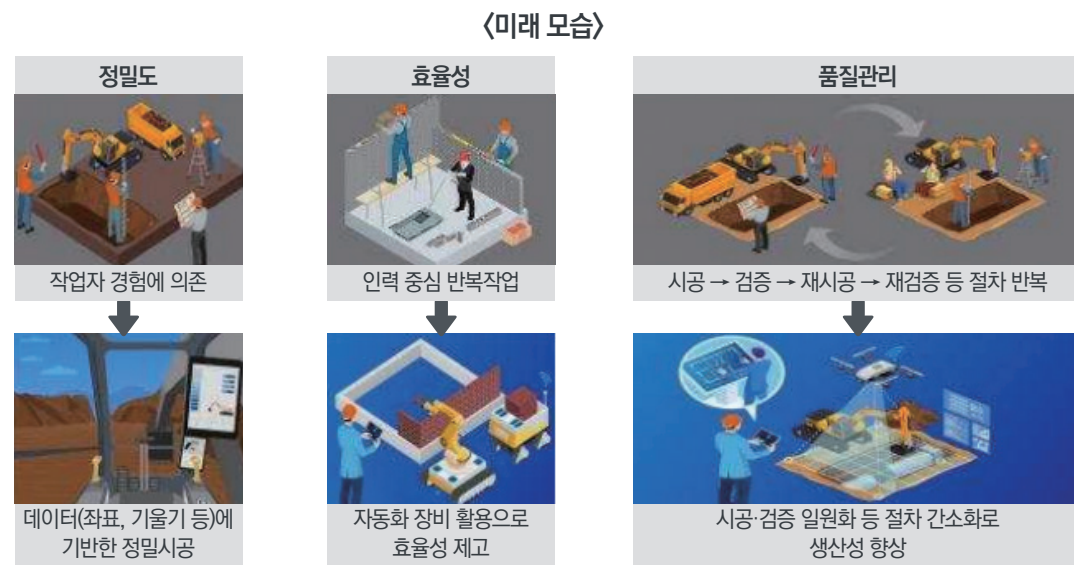 〈미래 모습〉
정밀도
작업자 경험에 의존
데이터(좌표, 기울기 등)에
기반한 정밀시공
효율성
인력 중심 반복작업
자동화 장비 활용으로
효율성 제고
품질관리
시공 → 검증 → 재시공 → 재검증 등 절차 반복
시공·검증 일원화 등 절차 간소화로
생산성 향상